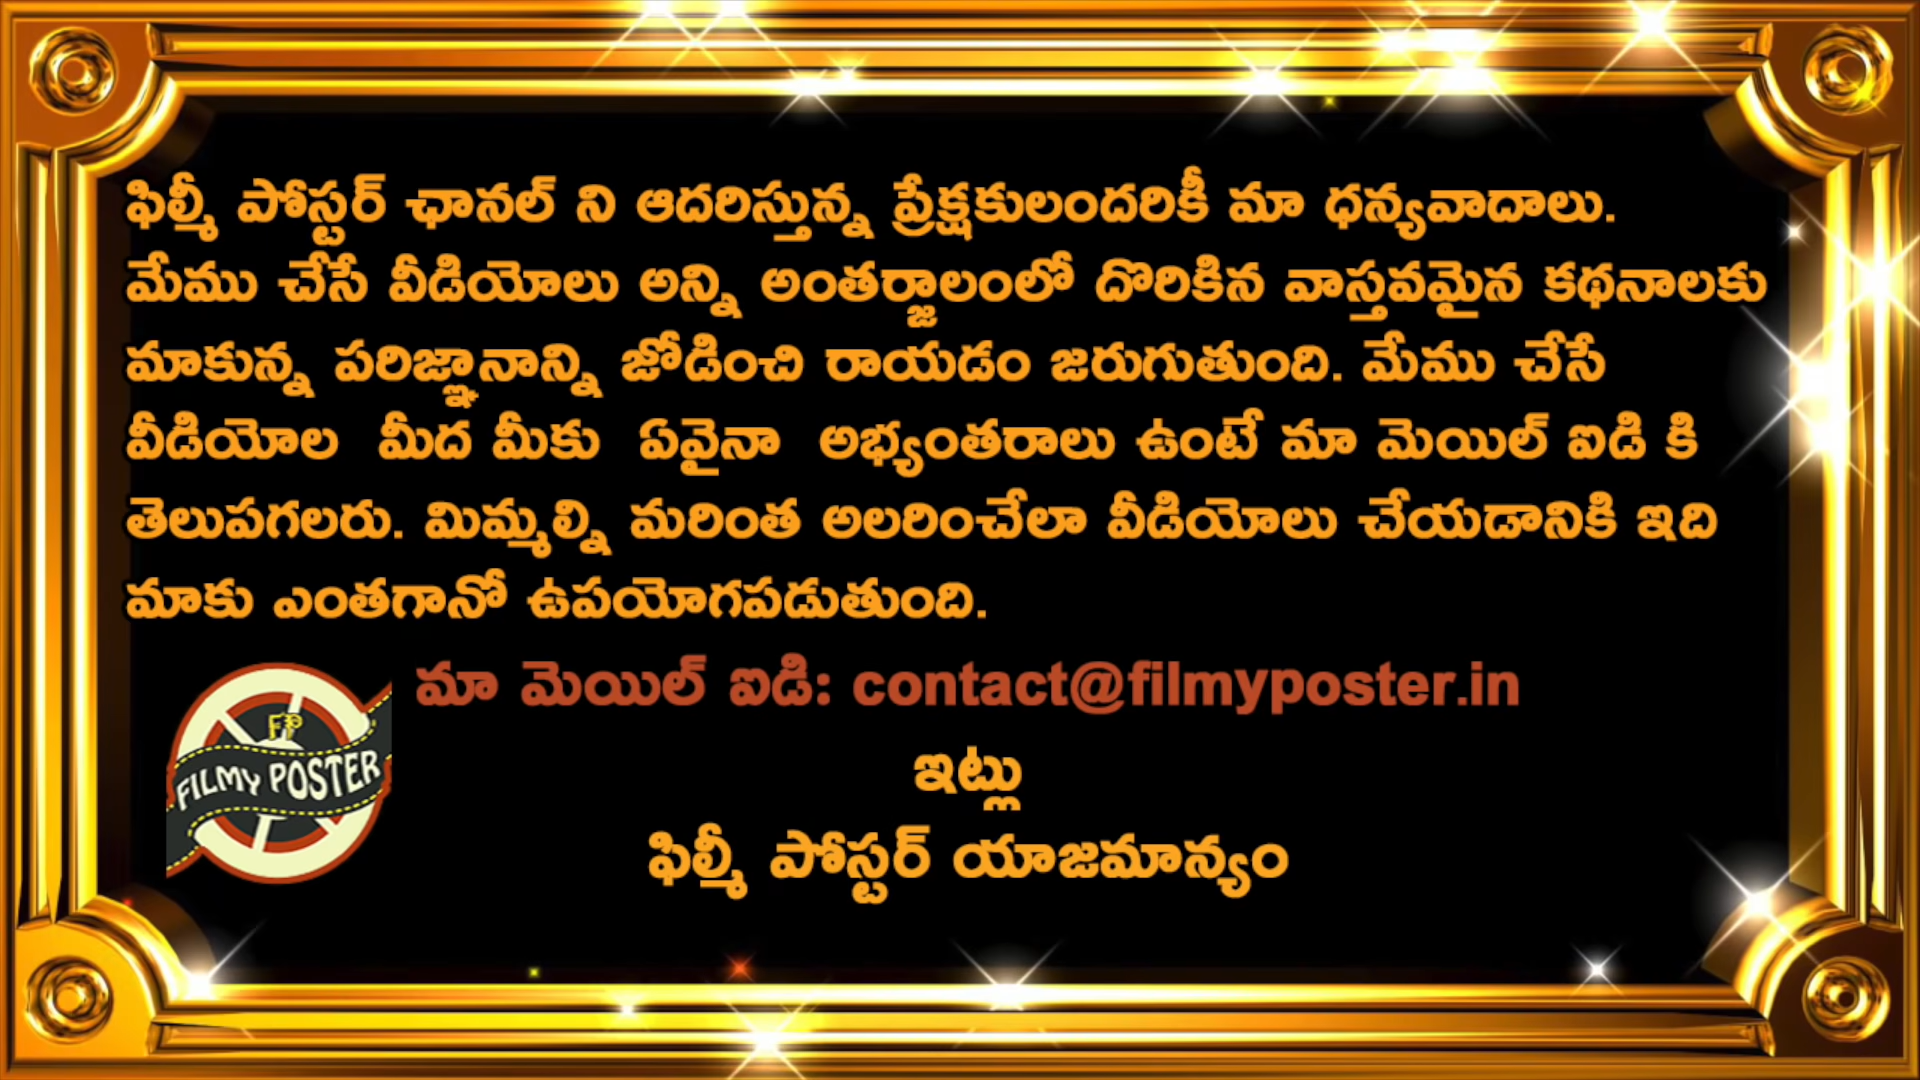 ఫిల్మీ పోస్టర్ ఛానల్ ని ఆదరిస్తున్న ప్రేక్షకులందరికీ మా ధన్యవాదాలు.
మేము చేసే వీడియోలు అన్ని అంతర్జాలంలో దొరికిన వాస్తవమైన కథనాలకు
మాకున్న పరిజ్ఞానాన్ని జోడించి రాయడం జరుగుతుంది. మేము చేసే
వీడియోల మీద మీకు ఏవైనా అభ్యంతరాలు ఉంటే మా మెయిల్ ఐడి కి
తెలుపగలరు. మిమ్మల్ని మరింత అలరించేలా వీడియోలు చేయడానికి ఇది
మాకు ఎంతగానో ఉపయోగపడుతుంది.
మా మెయిల్ ఐడి: contact@filmyposter.in
FP
FILMY POSTER
ఇట్లు
ఫిల్మీ పోస్టర్ యాజమాన్యం